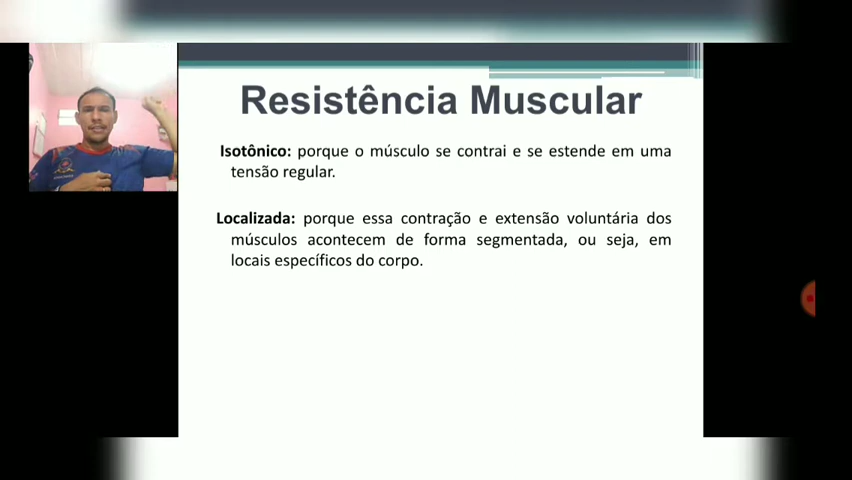 Resistência Muscular
Isotônico: porque o músculo se contrai e se estende em uma
tensão regular.
Localizada: porque essa contração e extensão voluntária dos
músculos acontecem de forma segmentada, ou seja, em
locais específicos do corpo.